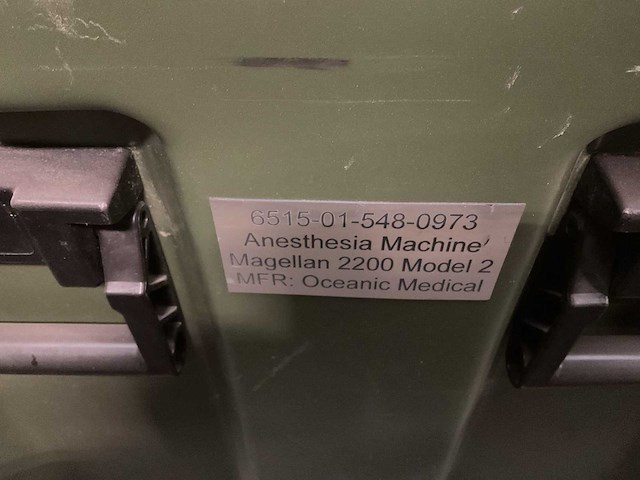 6515-01-548-0973
Anesthesia Machine
Magellan 2200 Model 2
MFR: Oceanic Medical